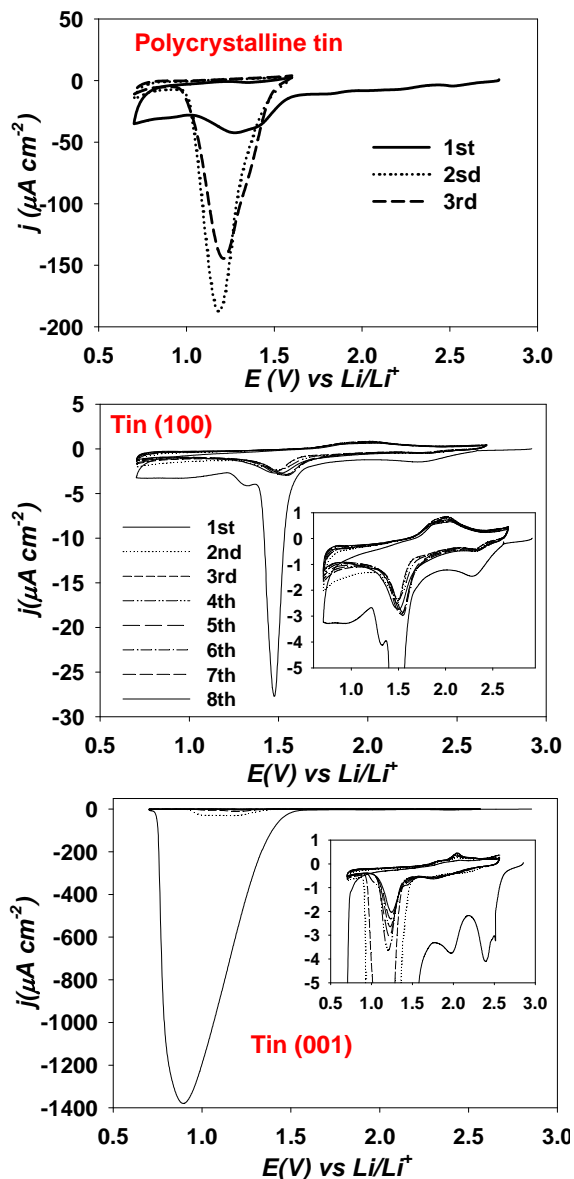 Polycrystalline tin
50
0
-50
-100
-150
-200
j (µA cm-2)
1st
2sd
3rd
0.5 1.0 1.5 2.0 2.5 3.0
E (V) vs Li/Li+
Tin (100)
5
0
-5
-10
-15
-20
-25
-30
j(µA cm-2)
1st
2nd
3rd
4th
5th
6th
7th
8th
1
0
-1
-2
-3
-4
-5
1.0 1.5 2.0 2.5
0.5 1.0 1.5 2.0 2.5 3.0
E(V) vs Li/Li+
0
-200
-400
-600
-800
-1000
-1200
-1400
j(µA cm-2)
1
0
-1
-2
-3
-4
-5
0.5 1.0 1.5 2.0 2.5 3.0
Tin (001)
0.5 1.0 1.5 2.0 2.5 3.0
E(V) vs Li/Li+